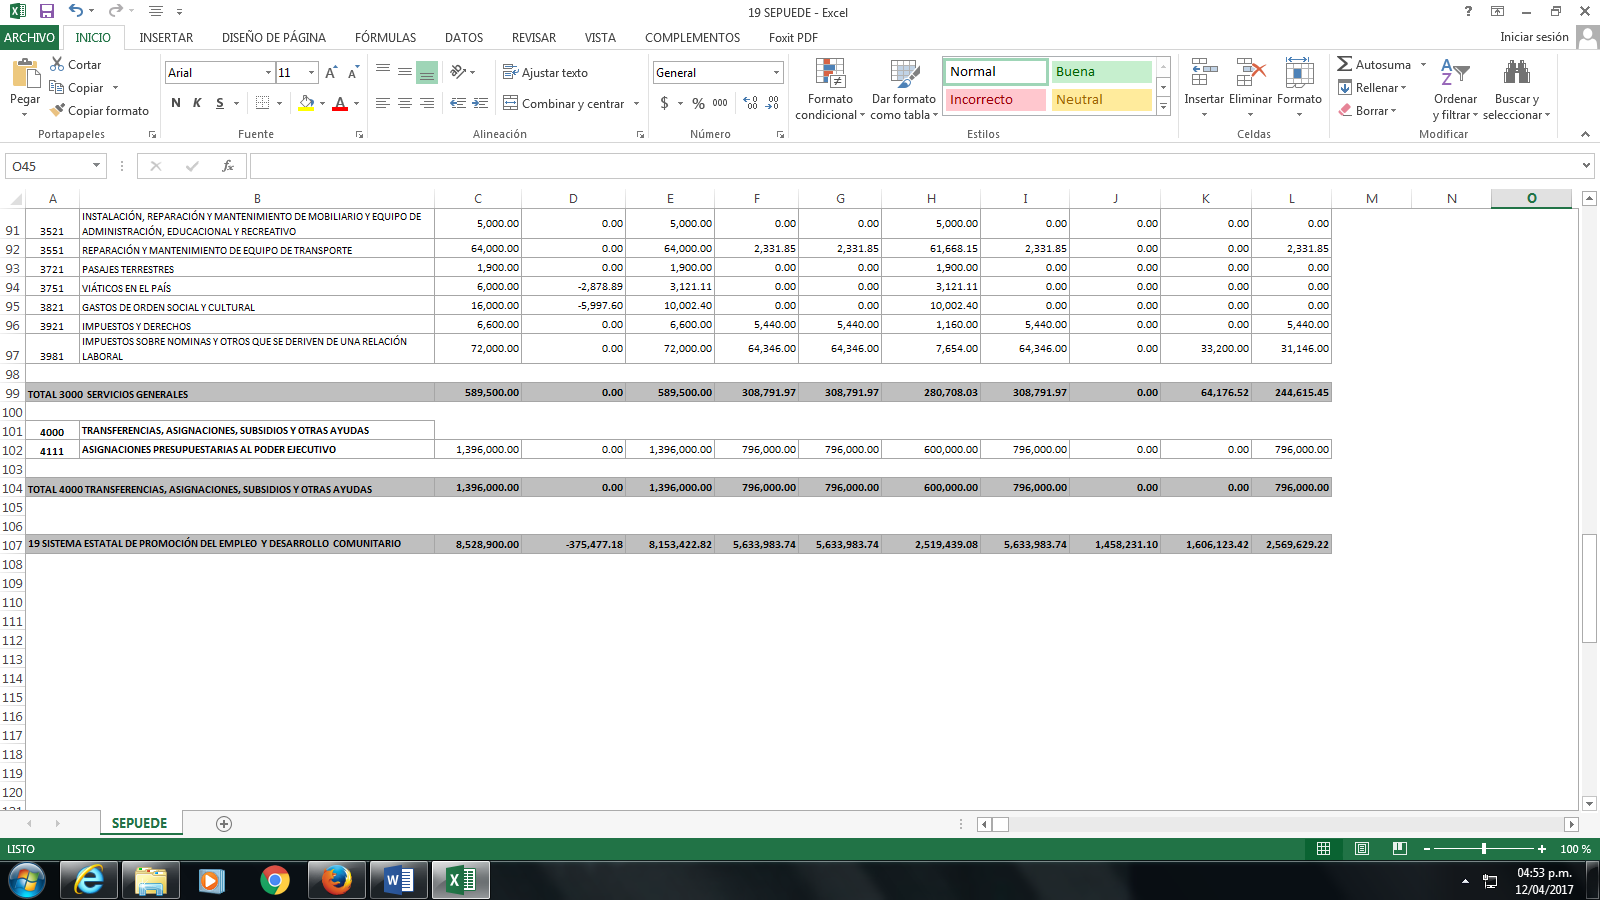 19 SEPUEDE - Excel
ARCHIVO INICIO INSERTAR DISEÑO DE PÁGINA FÓRMULAS DATOS REVISAR VISTA COMPLEMENTOS Foxit PDF Iniciar sesión
Pegar Cortar
Copiar
Copiar formato
Portapapeles
Arial 11
N K S
Fuente
Ajustar texto
Combinar y centrar
Alineación
General
$ % 000
Número
Formato condicional
Dar formato como tabla
Normal Buena
Incorrecto Neutral
Estilos
Insertar Eliminar Formato
Celdas
Autosuma
Rellenar
Borrar
Ordenar y filtrar
Buscar y seleccionar
Modificar
O45 fx
A B C D E F G H I J K L M N O
91 3521 INSTALACIÓN, REPARACIÓN Y MANTENIMIENTO DE MOBILIARIO Y EQUIPO DE
ADMINISTRACIÓN, EDUCACIONAL Y RECREATIVO 5,000.00 0.00 5,000.00 0.00 0.00 5,000.00 0.00 0.00 0.00 0.00
92 3551 REPARACIÓN Y MANTENIMIENTO DE EQUIPO DE TRANSPORTE 64,000.00 0.00 64,000.00 2,331.85 2,331.85 61,668.15 2,331.85 0.00 0.00 2,331.85
93 3721 PASAJES TERRESTRES 1,900.00 0.00 1,900.00 0.00 0.00 1,900.00 0.00 0.00 0.00 0.00
94 3751 VIÁTICOS EN EL PAÍS 6,000.00 -2,878.89 3,121.11 0.00 0.00 3,121.11 0.00 0.00 0.00 0.00
95 3821 GASTOS DE ORDEN SOCIAL Y CULTURAL 16,000.00 -5,997.60 10,002.40 0.00 0.00 10,002.40 0.00 0.00 0.00 0.00
96 3921 IMPUESTOS Y DERECHOS 6,600.00 0.00 6,600.00 5,440.00 5,440.00 1,160.00 5,440.00 0.00 0.00 5,440.00
97 3981 IMPUESTOS SOBRE NOMINAS Y OTROS QUE SE DERIVEN DE UNA RELACIÓN
LABORAL 72,000.00 0.00 72,000.00 64,346.00 64,346.00 7,654.00 64,346.00 0.00 33,200.00 31,146.00
98
99 TOTAL 3000 SERVICIOS GENERALES 589,500.00 0.00 589,500.00 308,791.97 308,791.97 280,708.03 308,791.97 0.00 64,176.52 244,615.45
100
101 4000 TRANSFERENCIAS, ASIGNACIONES, SUBSIDIOS Y OTRAS AYUDAS
102 4111 ASIGNACIONES PRESUPUESTARIAS AL PODER EJECUTIVO 1,396,000.00 0.00 1,396,000.00 796,000.00 796,000.00 600,000.00 796,000.00 0.00 0.00 796,000.00
103
104 TOTAL 4000 TRANSFERENCIAS, ASIGNACIONES, SUBSIDIOS Y OTRAS AYUDAS 1,396,000.00 0.00 1,396,000.00 796,000.00 796,000.00 600,000.00 796,000.00 0.00 0.00 796,000.00
105
106
107 19 SISTEMA ESTATAL DE PROMOCIÓN DEL EMPLEO Y DESARROLLO COMUNITARIO 8,528,900.00 -375,477.18 8,153,422.82 5,633,983.74 5,633,983.74 2,519,439.08 5,633,983.74 1,458,231.10 1,606,123.42 2,569,629.22
108
109
110
111
112
113
114
115
116
117
118
119
120
SEPUEDE
LISTO 100 %
04:53 p.m.
12/04/2017